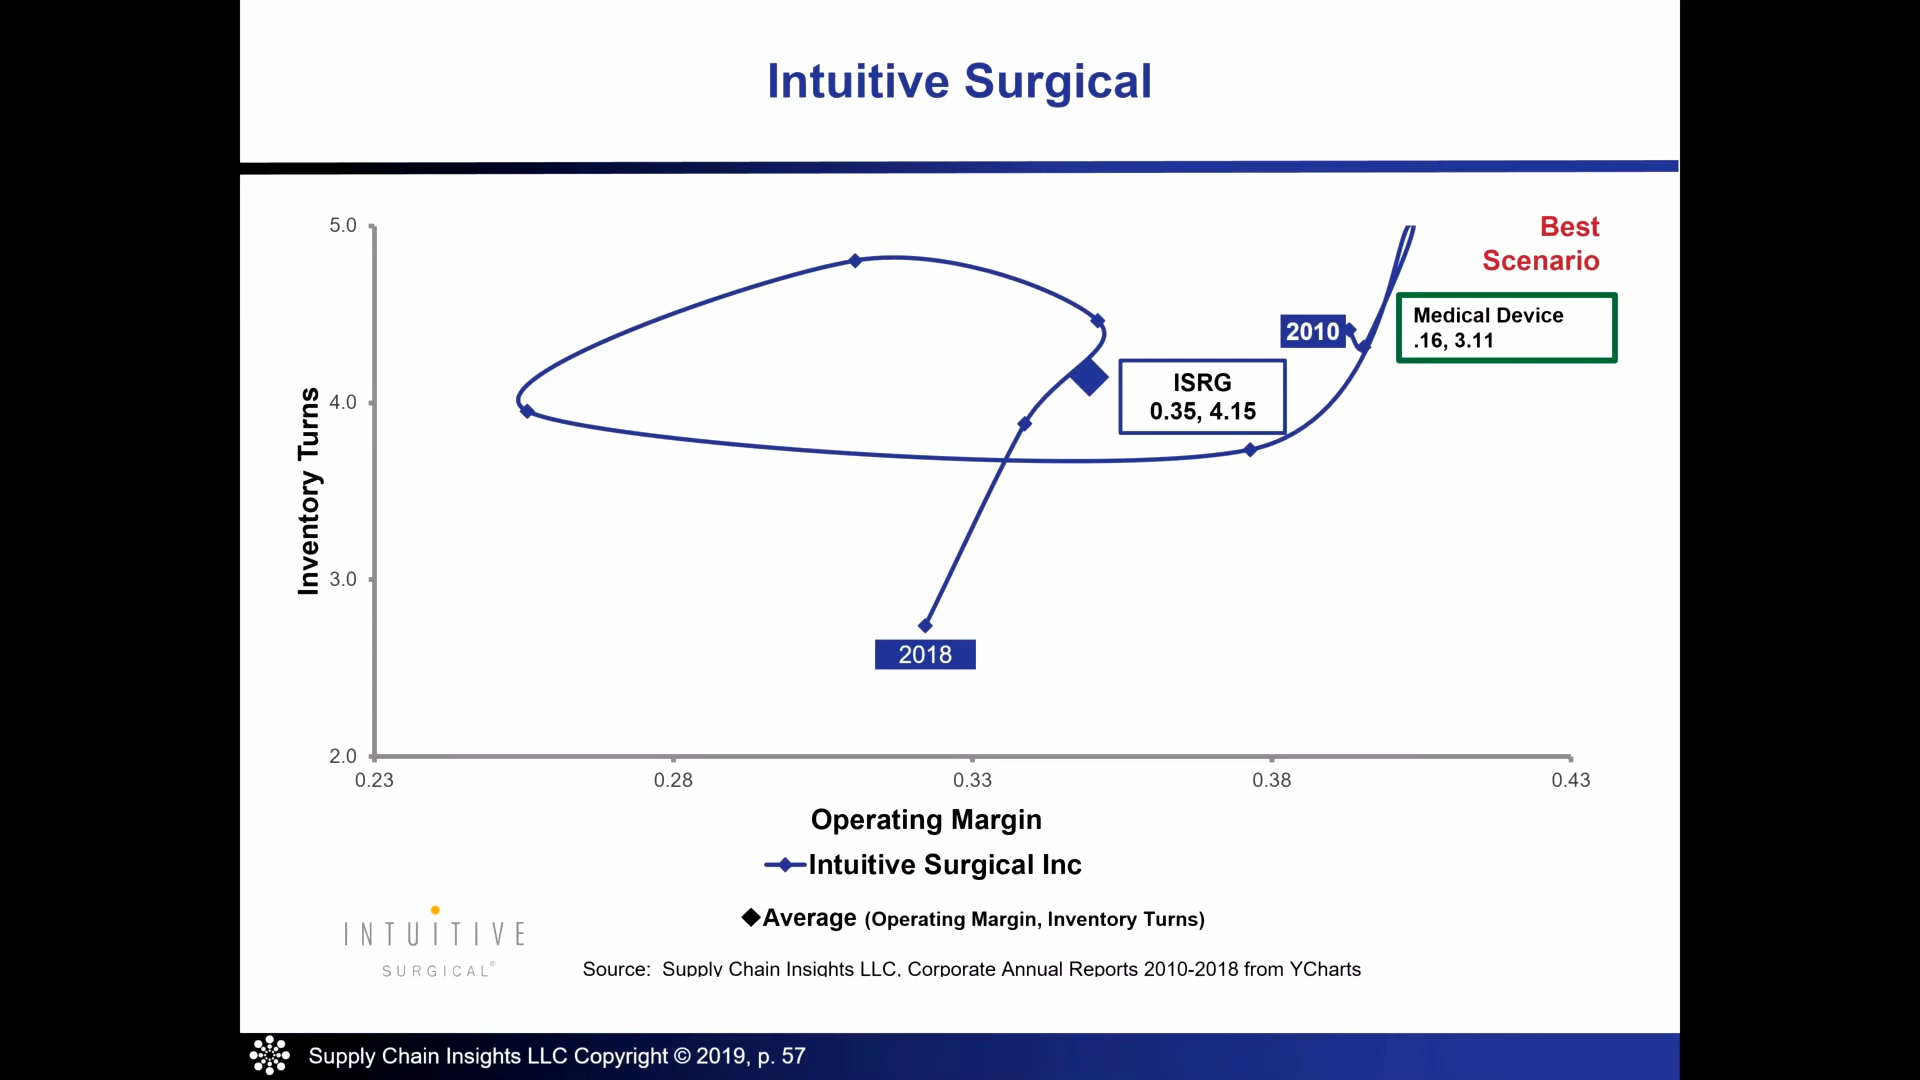 Intuitive Surgical
5.0
4.0
3.0
2.0
Inventory Turns
Best
Scenario
2010
Medical Device
.16, 3.11
ISRG
0.35, 4.15
2018
0.23
0.28
0.33
0.38
0.43
Operating Margin
Intuitive Surgical Inc
Average (Operating Margin, Inventory Turns)
INTUITIVE
SURGICAL®
Source: Supply Chain Insights LLC, Corporate Annual Reports 2010-2018 from YCharts
Supply Chain Insights LLC Copyright © 2019, p. 57